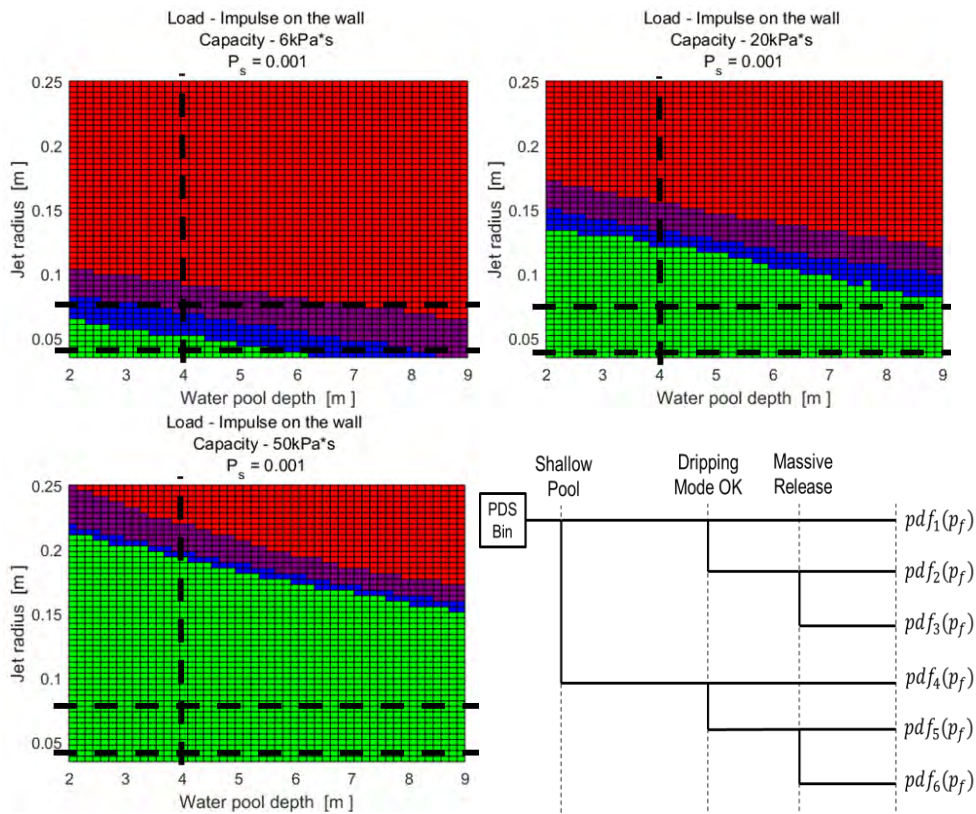 Load - Impulse on the wall
Capacity - 6kPa*s
P_s = 0.001
0.25
0.2
0.15
0.1
0.05
Jet radius [m ]
2 3 4 5 6 7 8 9
Water pool depth [m ]
Load - Impulse on the wall
Capacity - 20kPa*s
P_s = 0.001
0.25
0.2
0.15
0.1
0.05
Jet radius [m ]
2 3 4 5 6 7 8 9
Water pool depth [m ]
Load - Impulse on the wall
Capacity - 50kPa*s
P_s = 0.001
0.25
0.2
0.15
0.1
0.05
Jet radius [m ]
2 3 4 5 6 7 8 9
Water pool depth [m ]
Shallow
Pool
Dripping
Mode OK
Massive
Release
PDS
Bin
pdf_1(p_f)
pdf_2(p_f)
pdf_3(p_f)
pdf_4(p_f)
pdf_5(p_f)
pdf_6(p_f)